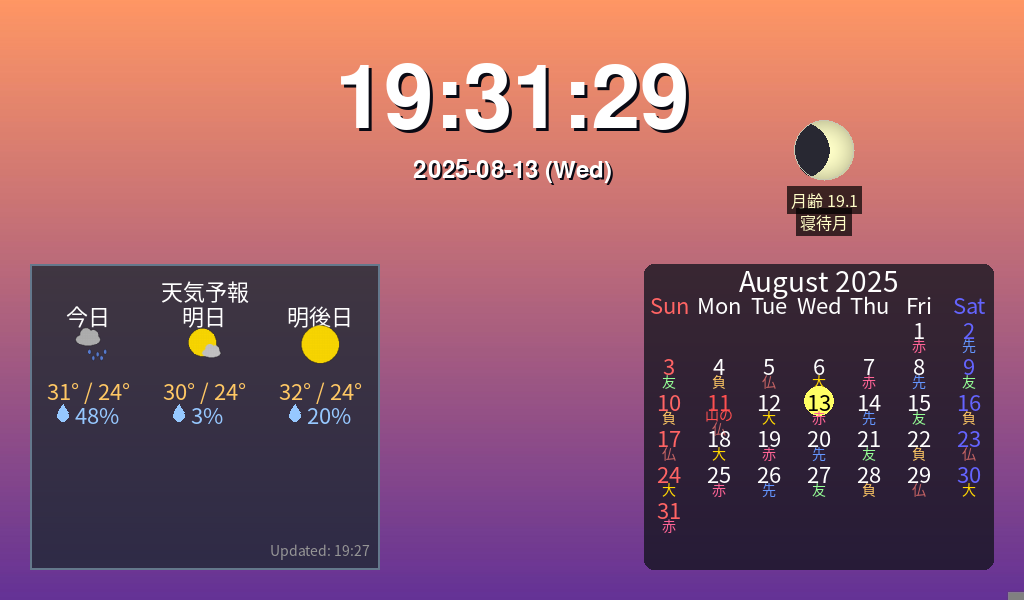 19:31:29
2025-08-13 (Wed)
月齢 19.1
寝待月
天気予報
今日 明日 明後日
31° / 24° 30° / 24° 32° / 24°
48% 3% 20%
Updated: 19:27
August 2025
Sun Mon Tue Wed Thu Fri Sat
1 2
赤 先
3 4 5 6 7 8 9
友 負 仏 大 赤 先 友
10 11 12 13 14 15 16
負 山の 大 赤 先 友 負
仏
17 18 19 20 21 22 23
仏 大 赤 先 友 負 仏
24 25 26 27 28 29 30
大 赤 先 友 負 仏 大
31
赤